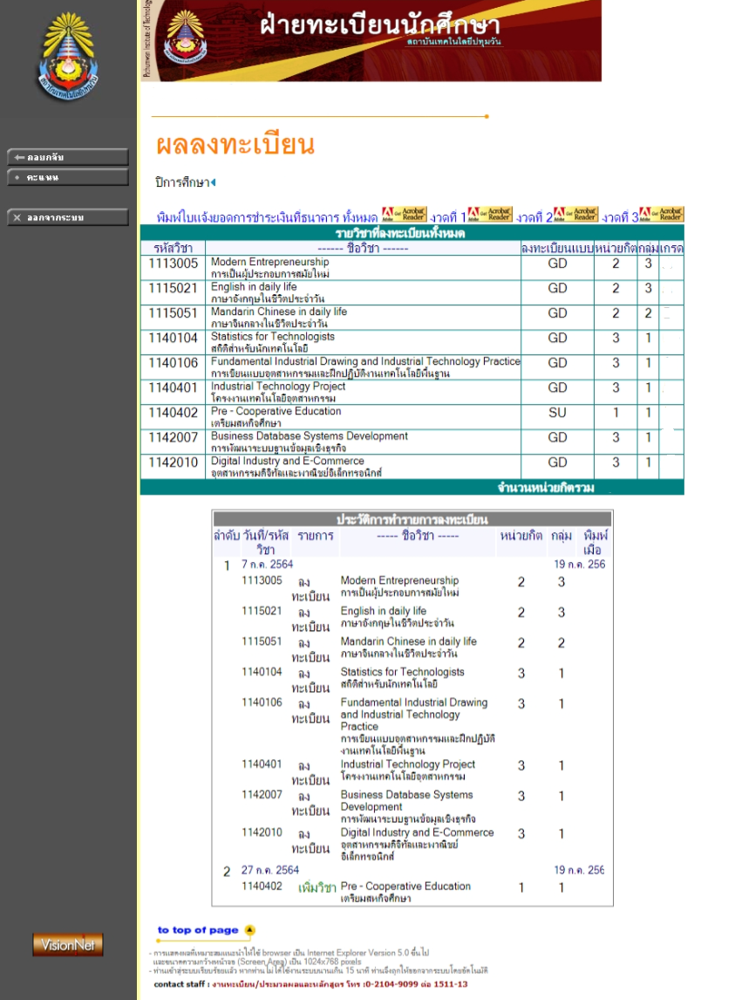 ฝ่ายทะเบียนนักศึกษา
สถาบันเทคโนโลยีปทุมวัน
Pathumwan Institute of Technology
ถอยกลับ
คะแนน
ออกจากระบบ
ผลลงทะเบียน
ปีการศึกษา
พิมพ์ใบแจ้งยอดการชำระเงินที่ธนาคาร ทั้งหมด Get Acrobat Reader งวดที่ 1 Get Acrobat Reader งวดที่ 2 Get Acrobat Reader งวดที่ 3 Get Acrobat Reader
รายวิชาที่ลงทะเบียนทั้งหมด
รหัสวิชา ------ ชื่อวิชา ------ ลงทะเบียนแบบ หน่วยกิต กลุ่ม เกรด
1113005 Modern Entrepreneurship GD 2 3
การเป็นผู้ประกอบการสมัยใหม่
1115021 English in daily life GD 2 3
ภาษาอังกฤษในชีวิตประจำวัน
1115051 Mandarin Chinese in daily life GD 2 2
ภาษาจีนกลางในชีวิตประจำวัน
1140104 Statistics for Technologists GD 3 1
สถิติสำหรับนักเทคโนโลยี
1140106 Fundamental Industrial Drawing and Industrial Technology Practice GD 3 1
การเขียนแบบอุตสาหกรรมและฝึกปฏิบัติงานเทคโนโลยีพื้นฐาน
1140401 Industrial Technology Project GD 3 1
โครงงานเทคโนโลยีอุตสาหกรรม
1140402 Pre - Cooperative Education SU 1 1
เตรียมสหกิจศึกษา
1142007 Business Database Systems Development GD 3 1
การพัฒนาระบบฐานข้อมูลเชิงธุรกิจ
1142010 Digital Industry and E-Commerce GD 3 1
อุตสาหกรรมดิจิทัลและพาณิชย์อิเล็กทรอนิกส์
จำนวนหน่วยกิตรวม
ประวัติการทำรายการลงทะเบียน
ลำดับ วันที่/รหัส รายการ ----- ชื่อวิชา ----- หน่วยกิต กลุ่ม พิมพ์
วิชา เมื่อ
1 7 ก.ค. 2564 19 ก.ค. 256
1113005 ลง Modern Entrepreneurship 2 3
ทะเบียน การเป็นผู้ประกอบการสมัยใหม่
1115021 ลง English in daily life 2 3
ทะเบียน ภาษาอังกฤษในชีวิตประจำวัน
1115051 ลง Mandarin Chinese in daily life 2 2
ทะเบียน ภาษาจีนกลางในชีวิตประจำวัน
1140104 ลง Statistics for Technologists 3 1
ทะเบียน สถิติสำหรับนักเทคโนโลยี
1140106 ลง Fundamental Industrial Drawing 3 1
ทะเบียน and Industrial Technology
Practice
การเขียนแบบอุตสาหกรรมและฝึกปฏิบัติ
งานเทคโนโลยีพื้นฐาน
1140401 ลง Industrial Technology Project 3 1
ทะเบียน โครงงานเทคโนโลยีอุตสาหกรรม
1142007 ลง Business Database Systems 3 1
ทะเบียน Development
การพัฒนาระบบฐานข้อมูลเชิงธุรกิจ
1142010 ลง Digital Industry and E-Commerce 3 1
ทะเบียน อุตสาหกรรมดิจิทัลและพาณิชย์
อิเล็กทรอนิกส์
2 27 ก.ค. 2564 19 ก.ค. 256
1140402 เพิ่มวิชา Pre - Cooperative Education 1 1
เตรียมสหกิจศึกษา
to top of page
VisionNet
- การแสดงผลที่เหมาะสมแนะนำให้ใช้ browser เป็น Internet Explorer Version 5.0 ขึ้นไป
และขนาดความกว้างหน้าจอ (Screen Area) เป็น 1024x768 pixels
- ท่านเข้าสู่ระบบเรียบร้อยแล้ว หากท่านไม่ได้ใช้งานระบบนานเกิน 15 นาที ท่านจึงถูกให้ออกจากระบบโดยอัตโนมัติ
contact staff : งานทะเบียน/ประมวลผลและหลักสูตร โทร :0-2104-9099 ต่อ 1511-13